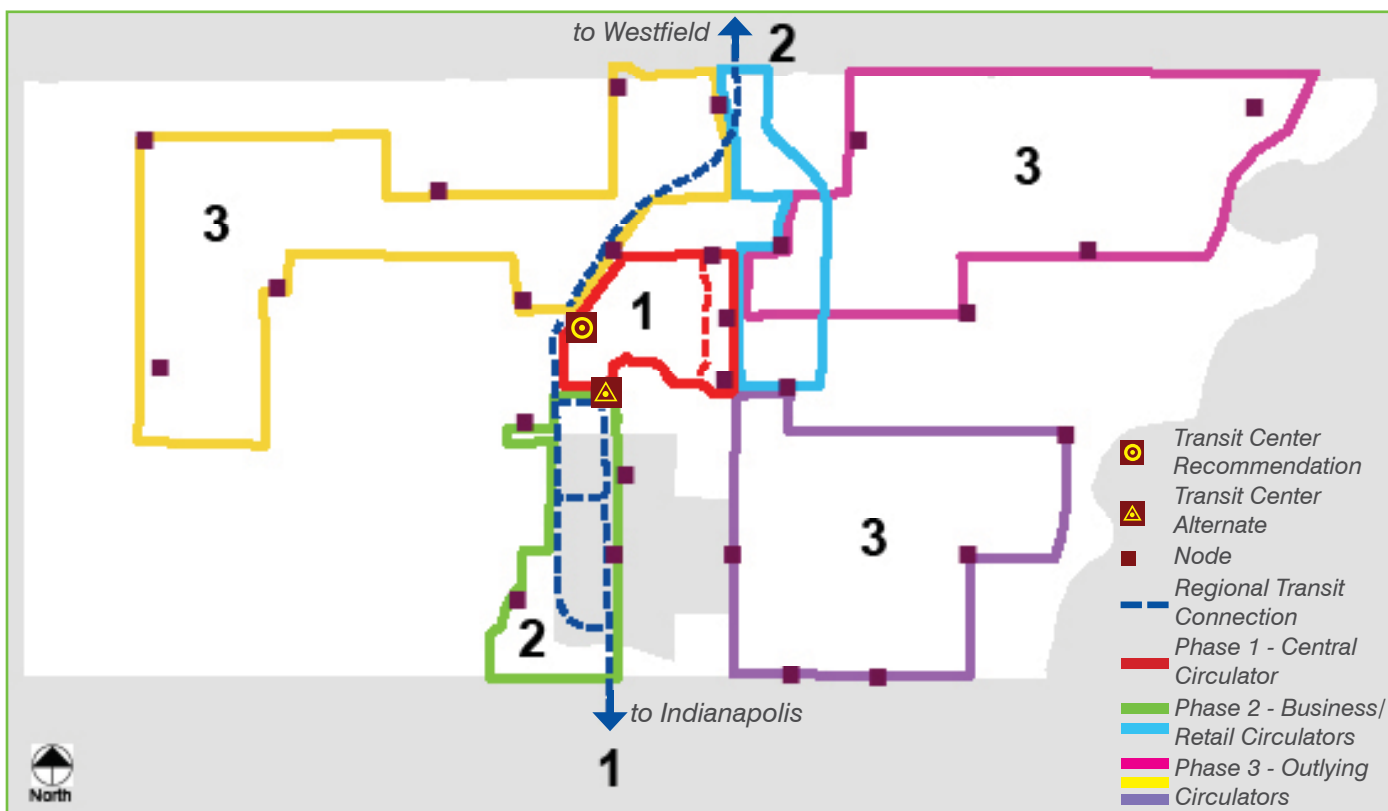 to Westfield
2
3
3
1
3
2
to Indianapolis
1
North
Transit Center
Recommendation
Transit Center
Alternate
Node
Regional Transit
Connection
Phase 1 - Central
Circulator
Phase 2 - Business/
Retail Circulators
Phase 3 - Outlying
Circulators